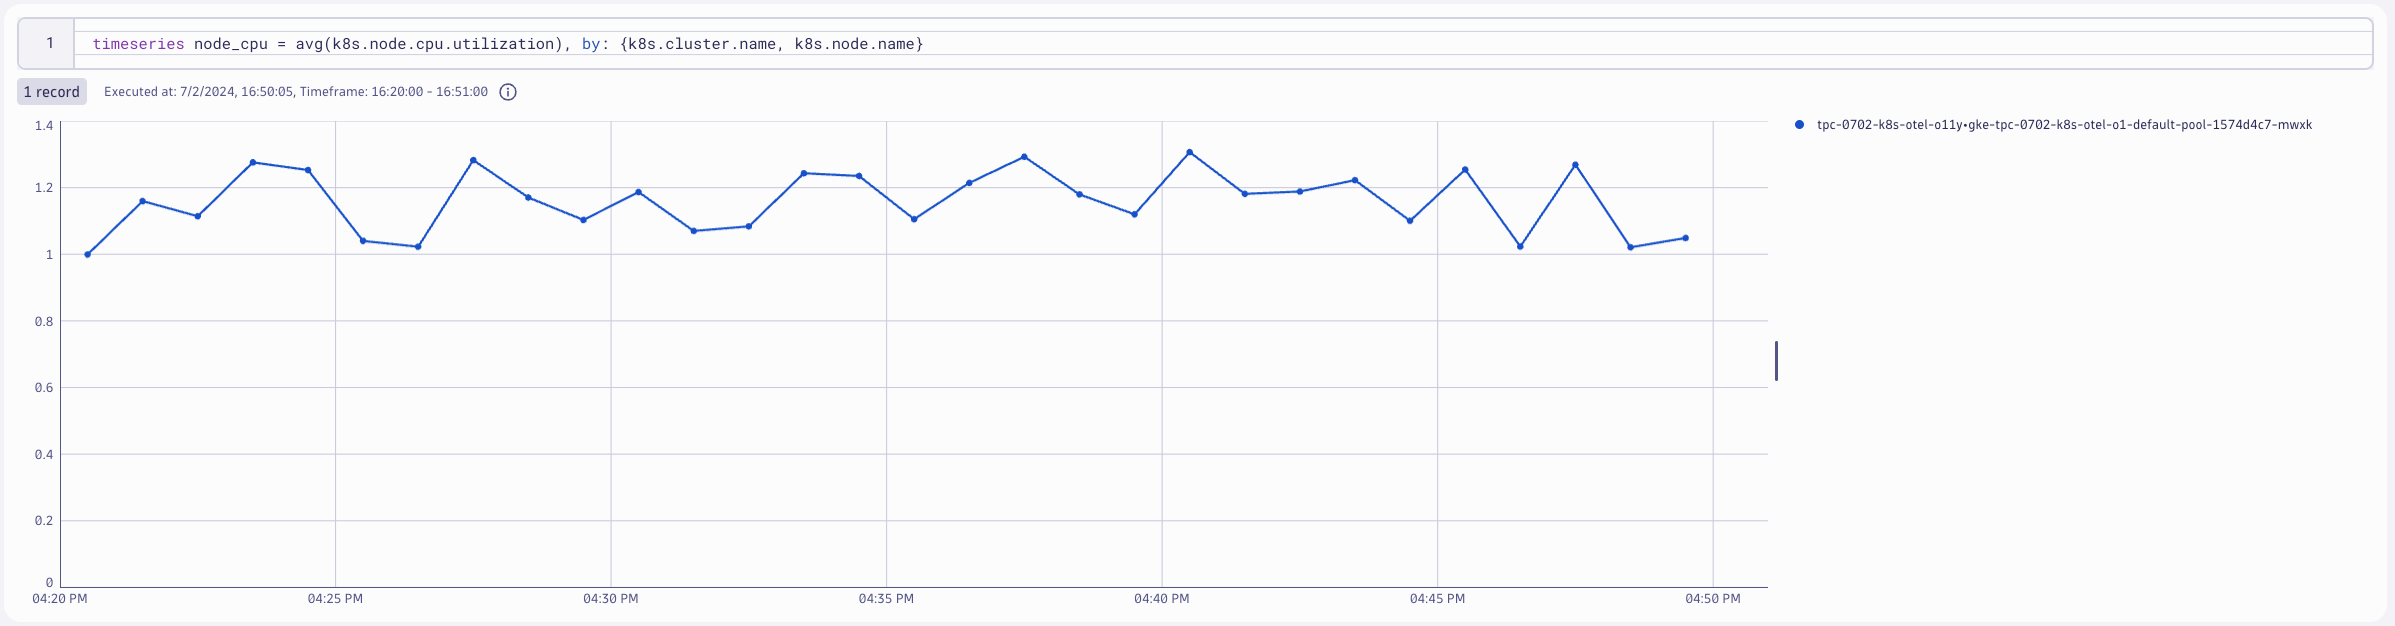 1 timeseries node_cpu = avg(k8s.node.cpu.utilization), by: {k8s.cluster.name, k8s.node.name}
1 record Executed at: 7/2/2024, 16:50:05, Timeframe: 16:20:00 - 16:51:00
1.4
1.2
1
0.8
0.6
0.4
0.2
0
04:20 PM 04:25 PM 04:30 PM 04:35 PM 04:40 PM 04:45 PM 04:50 PM
tpc-0702-k8s-otel-o11y•gke-tpc-0702-k8s-otel-o1-default-pool-1574d4c7-mwxk